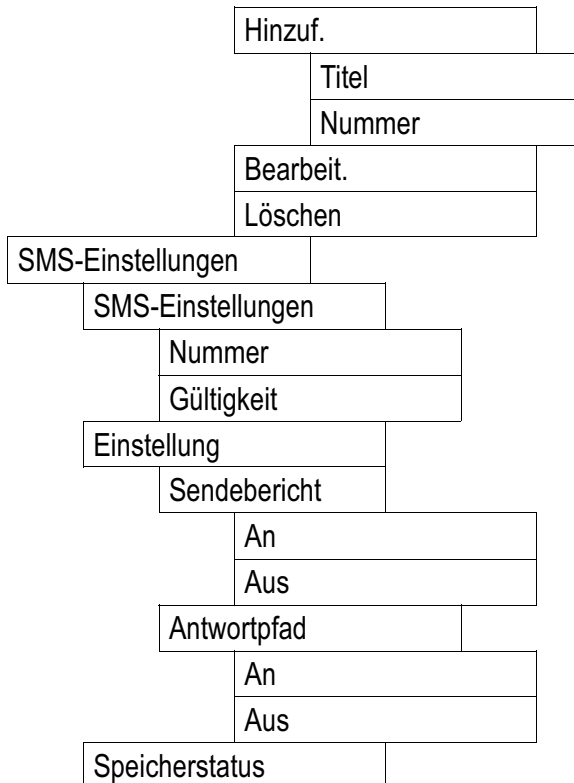 Hinzuf.
Titel
Nummer
Bearbeit.
Löschen
SMS-Einstellungen
SMS-Einstellungen
Nummer
Gültigkeit
Einstellung
Sendebericht
An
Aus
Antwortpfad
An
Aus
Speicherstatus